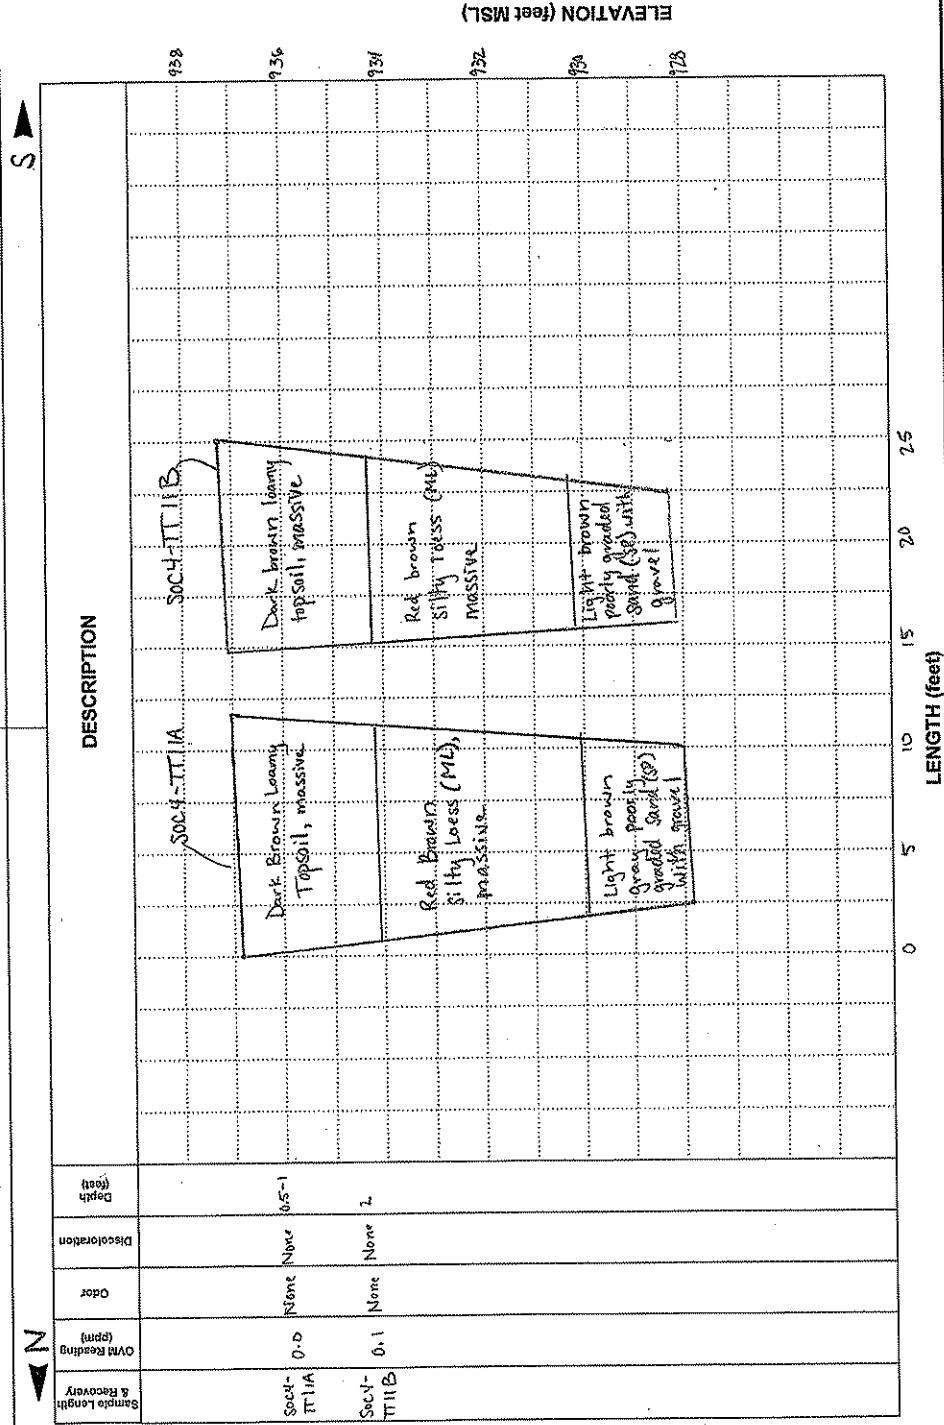 N
S
Sample Length
& Recovery
OVM Reading
(ppm)
Odor
Discoloration
Depth
(feet)
DESCRIPTION
SOC4-
TT11A
0.0
None
None
0.5-1
SOC4-
TT11B
0.1
None
None
2
SOC4-TT11A
Dark Brown Loamy
Topsoil, massive
Red Brown
Silty Loess (ML),
massive
Light brown
gray poorly
graded sand (SP)
with gravel
SOC4-TT11B
Dark brown loamy
topsoil, massive
Red brown
silty loess (ML)
massive
Light brown
poorly graded
sand (SP) with
gravel
938
936
934
932
930
928
ELEVATION (feet MSL)
0
5
10
15
20
25
LENGTH (feet)